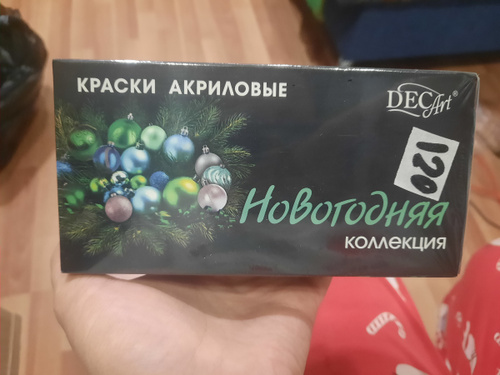 КРАСКИ АКРИЛОВЫЕ
DECArt®
120
Новогодняя
КОЛЛЕКЦИЯ